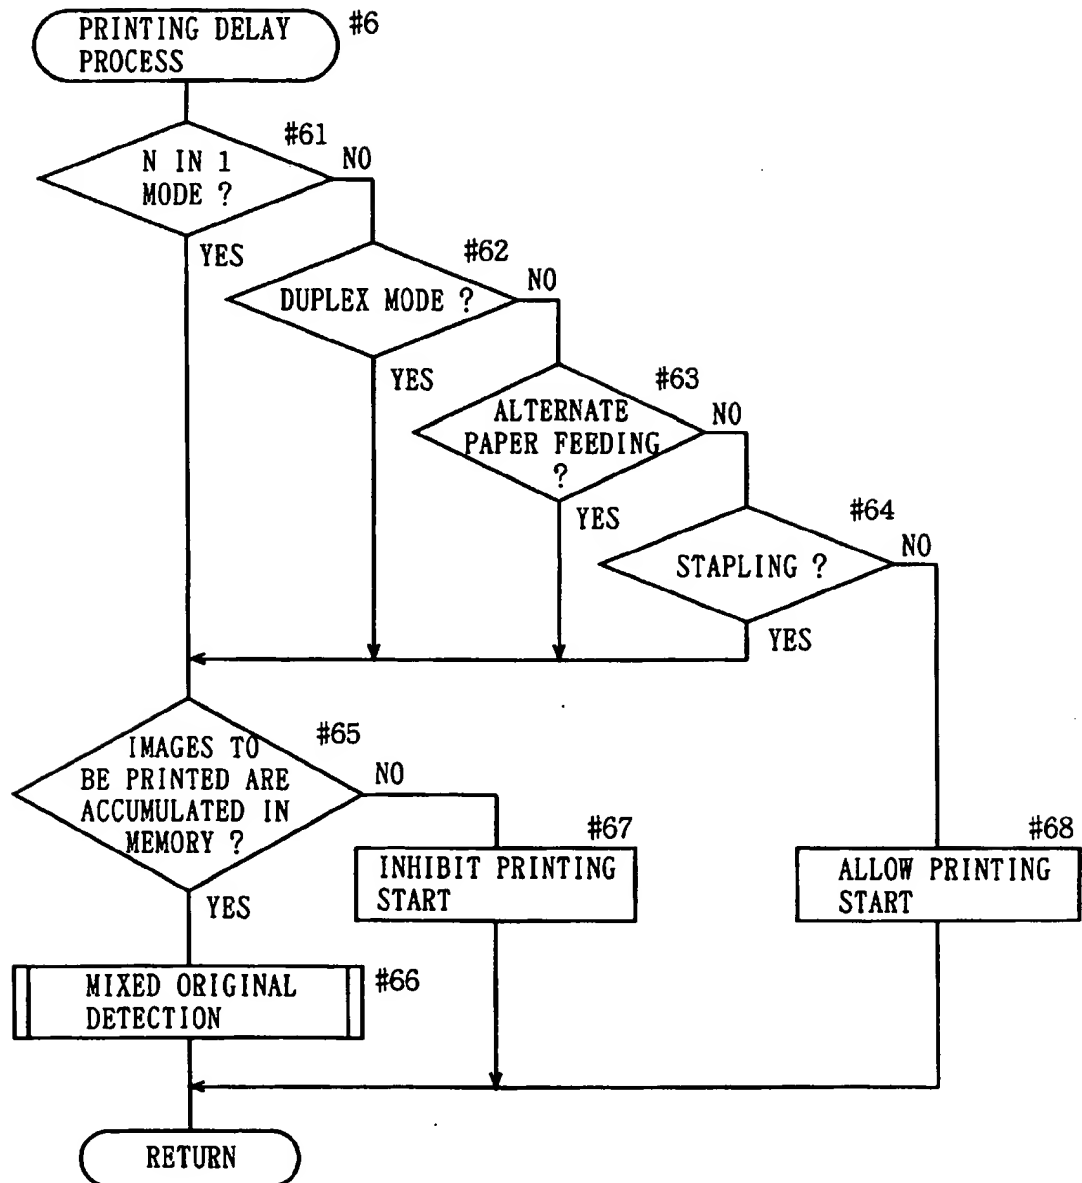 PRINTING DELAY
PROCESS
#6
#61
N IN 1
MODE ?
NO
YES
#62
DUPLEX MODE ?
NO
YES
#63
ALTERNATE
PAPER FEEDING
?
NO
YES
#64
STAPLING ?
NO
YES
#65
IMAGES TO
BE PRINTED ARE
ACCUMULATED IN
MEMORY ?
NO
YES
#67
INHIBIT PRINTING
START
#68
ALLOW PRINTING
START
MIXED ORIGINAL
DETECTION
#66
RETURN